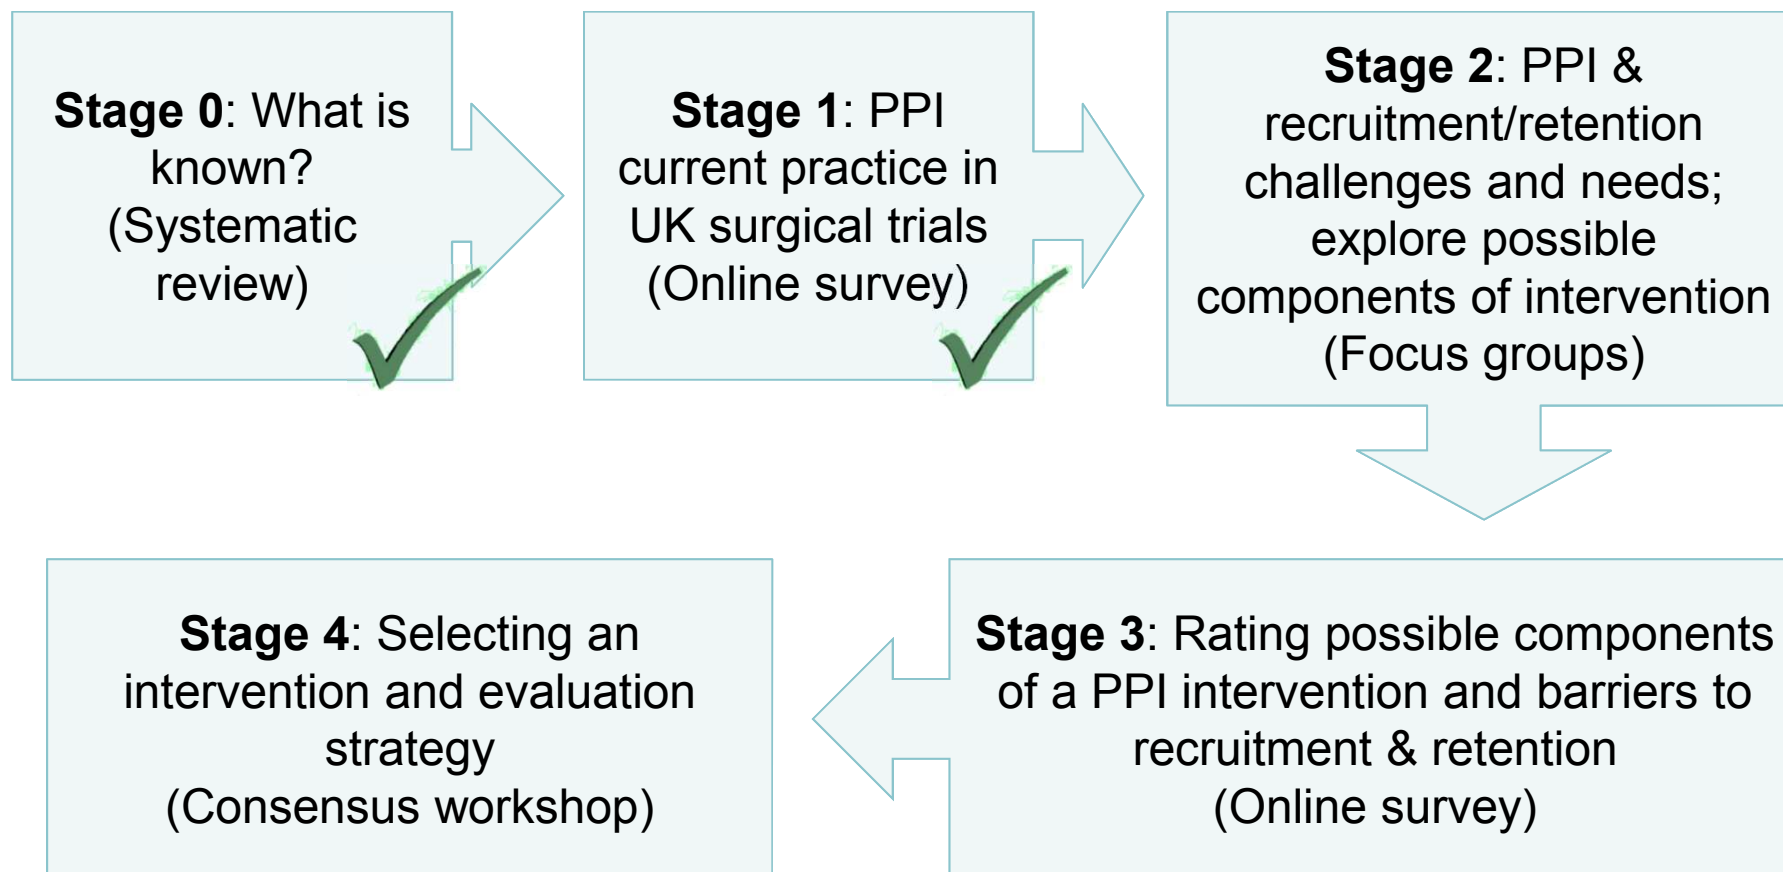 Stage 0: What is
known?
(Systematic
review)
Stage 1: PPI
current practice in
UK surgical trials
(Online survey)
Stage 2: PPI &
recruitment/retention
challenges and needs;
explore possible
components of intervention
(Focus groups)
Stage 4: Selecting an
intervention and evaluation
strategy
(Consensus workshop)
Stage 3: Rating possible components
of a PPI intervention and barriers to
recruitment & retention
(Online survey)